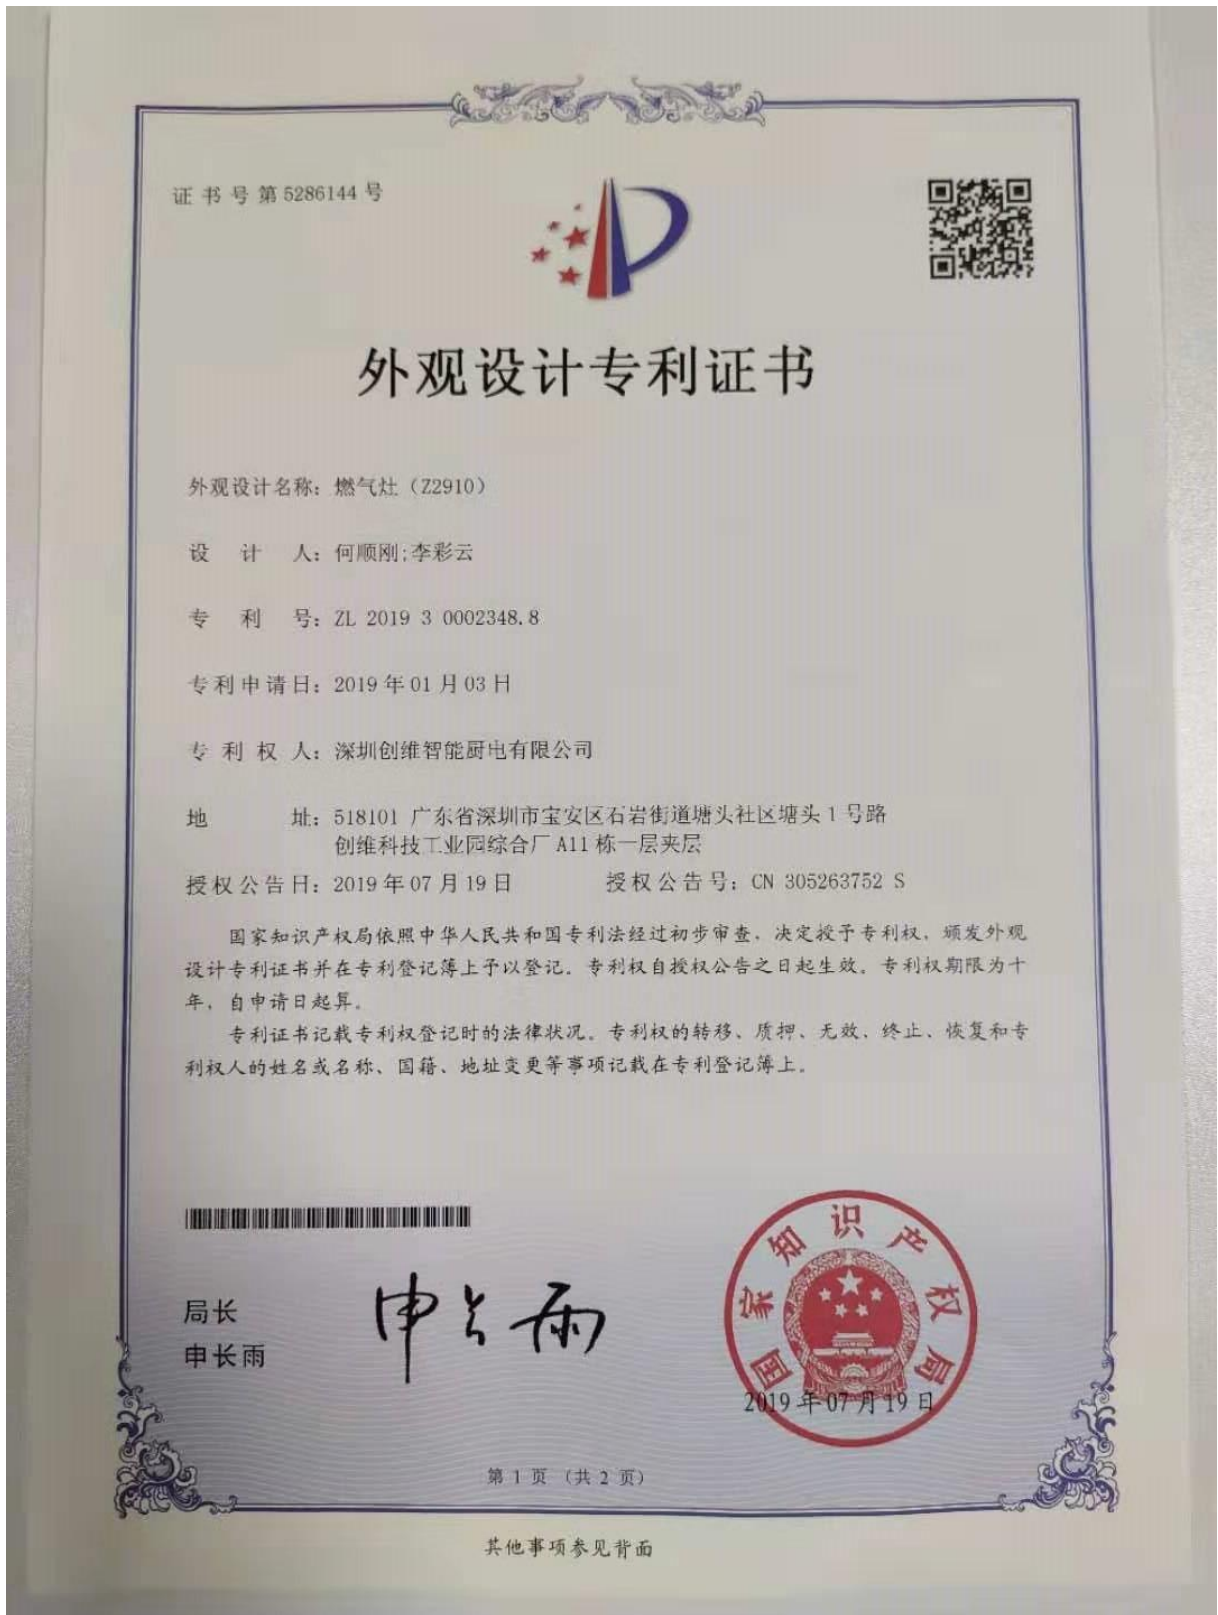 证书号第5286144号
外观设计专利证书
外观设计名称：燃气灶（Z2910）
设计人：何顺刚;李彩云
专利号：ZL 2019 3 0002348.8
专利申请日：2019年01月03日
专利权人：深圳创维智能厨电有限公司
地址：518101 广东省深圳市宝安区石岩街道塘头社区塘头1号路
创维科技工业园综合厂A11栋一层夹层
授权公告日：2019年07月19日 授权公告号：CN 305263752 S
国家知识产权局依照中华人民共和国专利法经过初步审查，决定授予专利权，颁发外观
设计专利证书并在专利登记簿上予以登记。专利权自授权公告之日起生效。专利权期限为十
年，自申请日起算。
专利证书记载专利权登记时的法律状况。专利权的转移、质押、无效、终止、恢复和专
利权人的姓名或名称、国籍、地址变更等事项记载在专利登记簿上。
局长
申长雨
申长雨
国家知识产权局
2019年07月19日
第1页（共2页）
其他事项参见背面